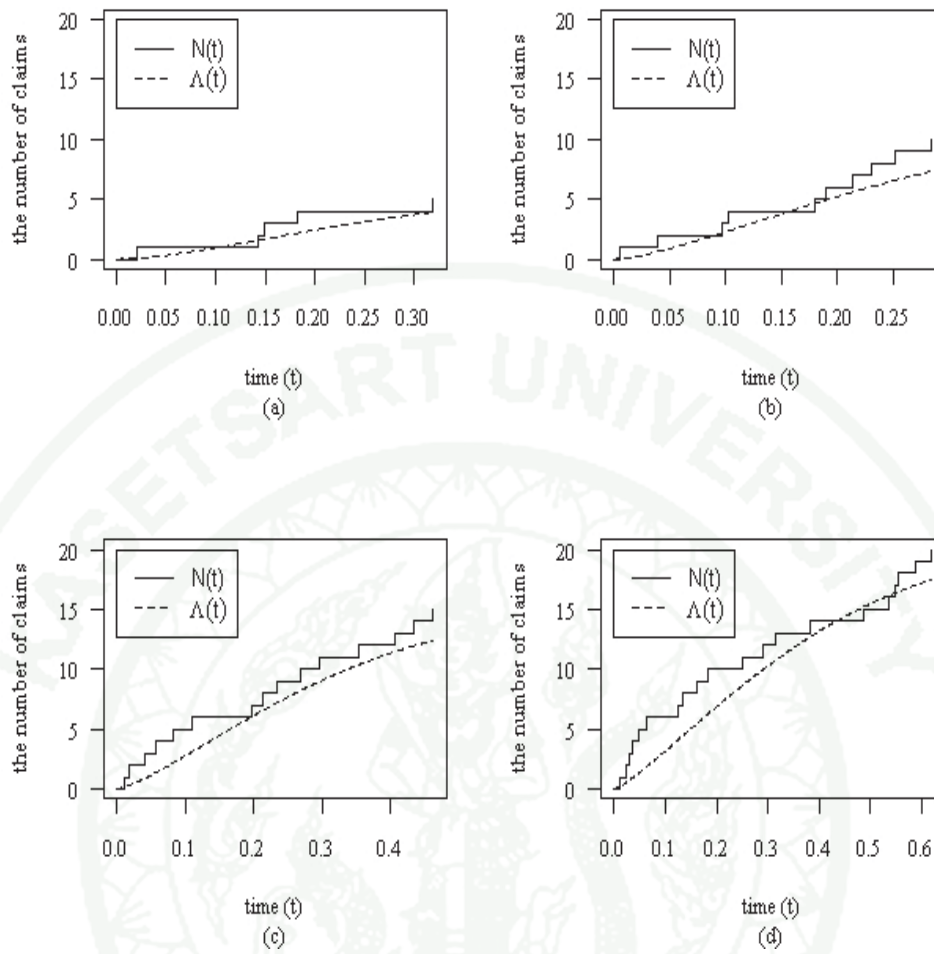 the number of claims
20
15
10
5
0
N(t)
Λ(t)
0.00 0.05 0.10 0.15 0.20 0.25 0.30
time (t)
(a)
the number of claims
20
15
10
5
0
N(t)
Λ(t)
0.00 0.05 0.10 0.15 0.20 0.25
time (t)
(b)
KASETSART UNIVERSITY
the number of claims
20
15
10
5
0
N(t)
Λ(t)
0.0 0.1 0.2 0.3 0.4
time (t)
(c)
the number of claims
20
15
10
5
0
N(t)
Λ(t)
0.0 0.1 0.2 0.3 0.4 0.5 0.6
time (t)
(d)